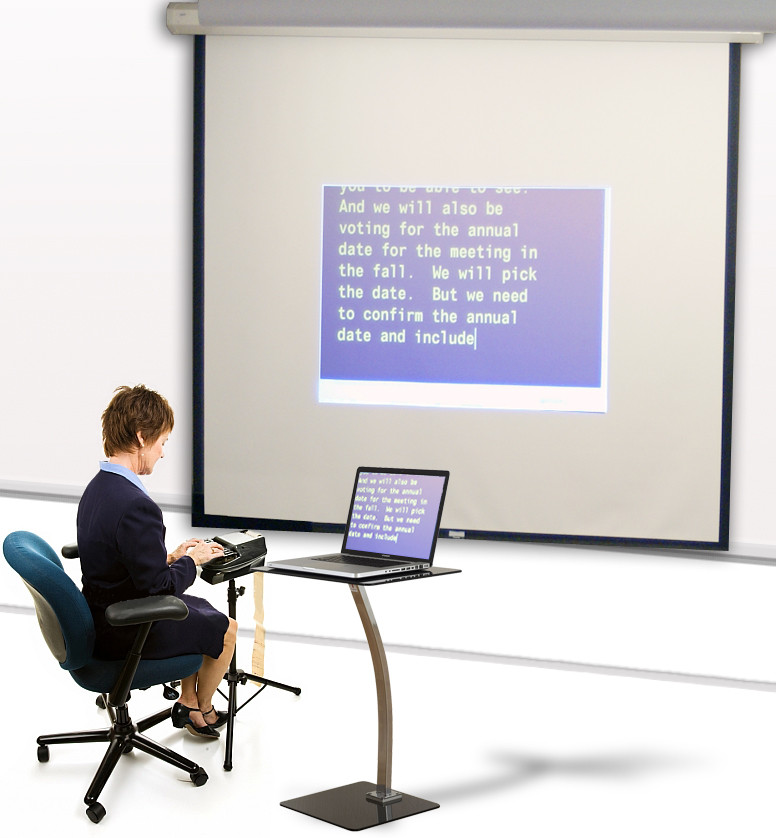 you to be able to see.
And we will also be
voting for the annual
date for the meeting in
the fall.  We will pick
the date.  But we need
to confirm the annual
date and include
And we will also be
voting for the annual
date for the meeting in
the fall.  We will pick
the date.  But we need
to confirm the annual
date and include